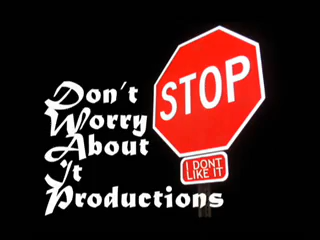 Don't
Worry
About
It
Productions
STOP
I DONT
LIKE IT